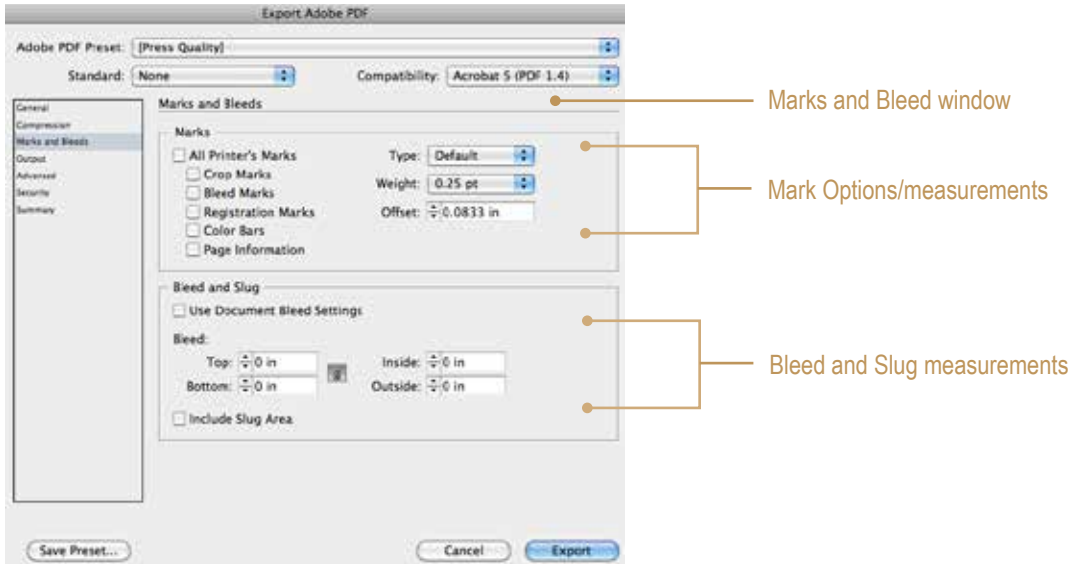 Export Adobe PDF
Adobe PDF Preset: [Press Quality]
Standard: None Compatibility: Acrobat 5 (PDF 1.4)
General
Compression
Marks and Bleeds
Output
Advanced
Security
Summary
Marks and Bleeds
Marks
All Printer's Marks
Crop Marks
Bleed Marks
Registration Marks
Color Bars
Page Information
Type: Default
Weight: 0.25 pt
Offset: 0.0833 in
Bleed and Slug
Use Document Bleed Settings
Bleed:
Top: 0 in Inside: 0 in
Bottom: 0 in Outside: 0 in
Include Slug Area
Save Preset... Cancel Export
Marks and Bleed window
Mark Options/measurements
Bleed and Slug measurements